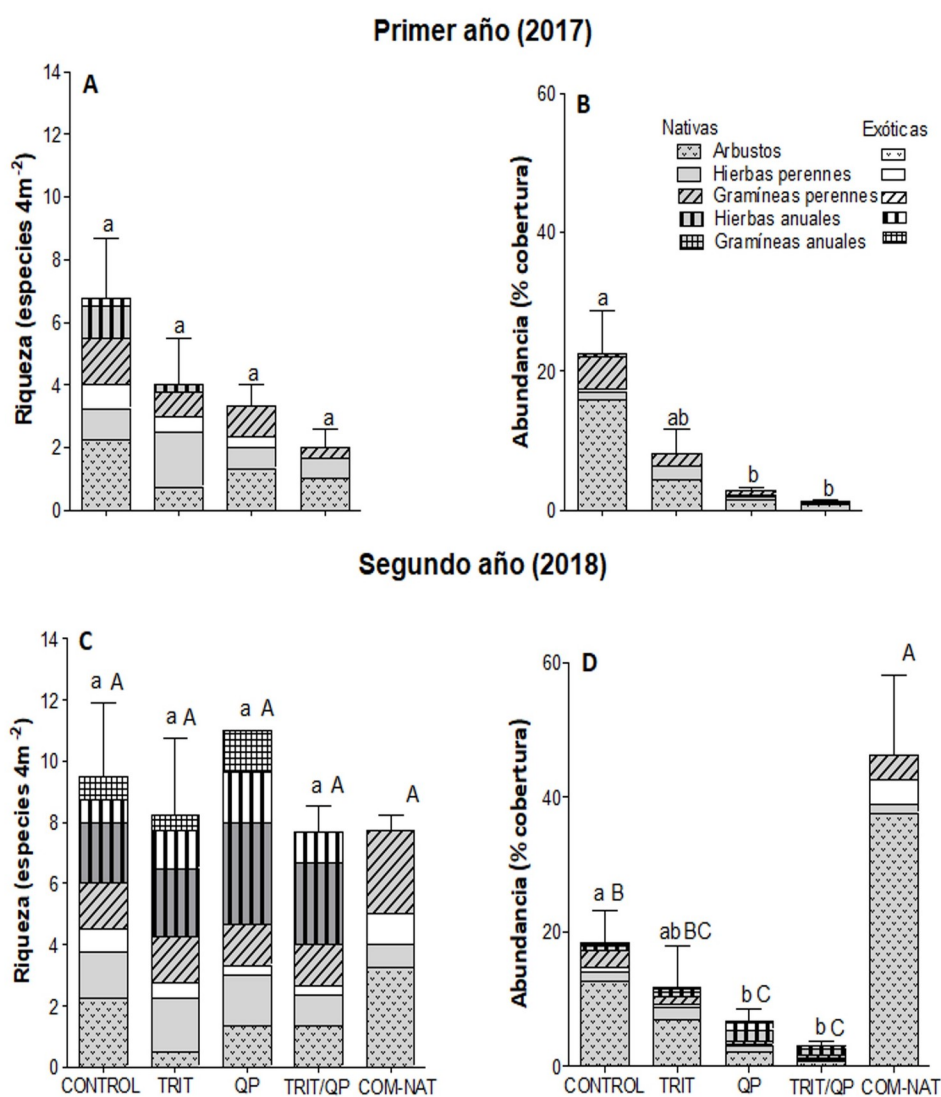 Primer año (2017)
A
Riqueza (especies 4m⁻²)
14
12
10
8
6
4
2
0
a
a
a
a
B
Abundancia (% cobertura)
60
40
20
0
a
ab
b
b
Nativas Exóticas
Arbustos
Hierbas perennes
Gramíneas perennes
Hierbas anuales
Gramíneas anuales
Segundo año (2018)
C
Riqueza (especies 4m⁻²)
14
12
10
8
6
4
2
0
a A
a A
a A
a A
A
CONTROL TRIT QP TRIT/QP COM-NAT
D
Abundancia (% cobertura)
60
40
20
0
a B
ab BC
b C
b C
A
CONTROL TRIT QP TRIT/QP COM-NAT